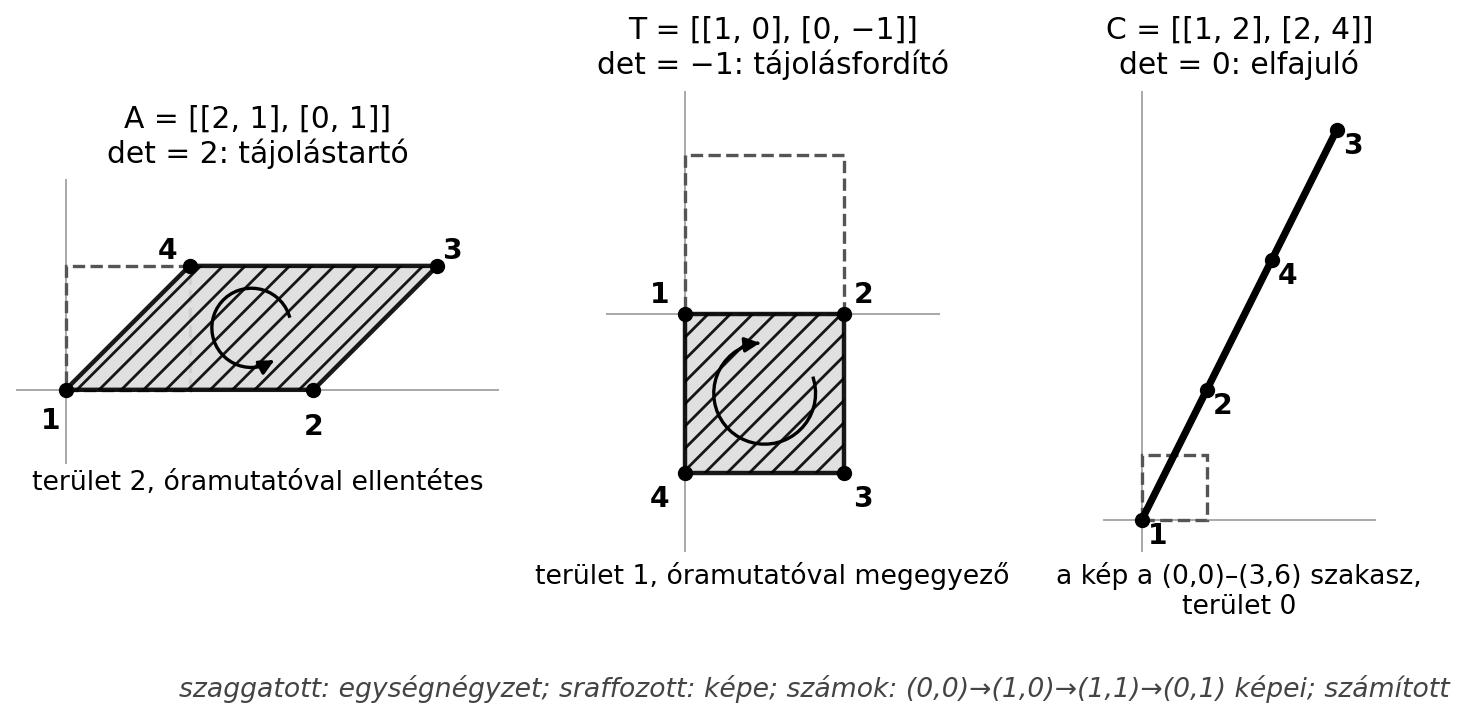 A = [[2, 1], [0, 1]]
det = 2: tájolástartó
4
3
1
2
terület 2, óramutatóval ellentétes
T = [[1, 0], [0, −1]]
det = −1: tájolásfordító
1
2
4
3
terület 1, óramutatóval megegyező
C = [[1, 2], [2, 4]]
det = 0: elfajuló
3
4
2
1
a kép a (0,0)–(3,6) szakasz,
terület 0
szaggatott: egységnégyzet; sraffozott: képe; számok: (0,0)→(1,0)→(1,1)→(0,1) képei; számított